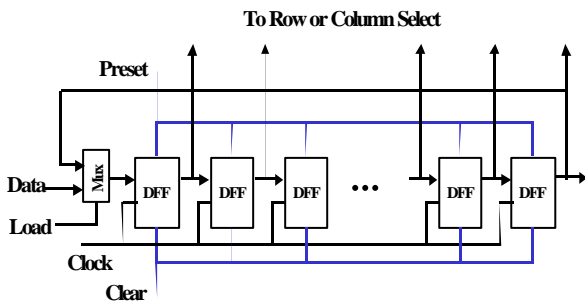 To Row or Column Select
Preset
Mux
Data
DFF DFF DFF ... DFF DFF
Load
Clock
Clear